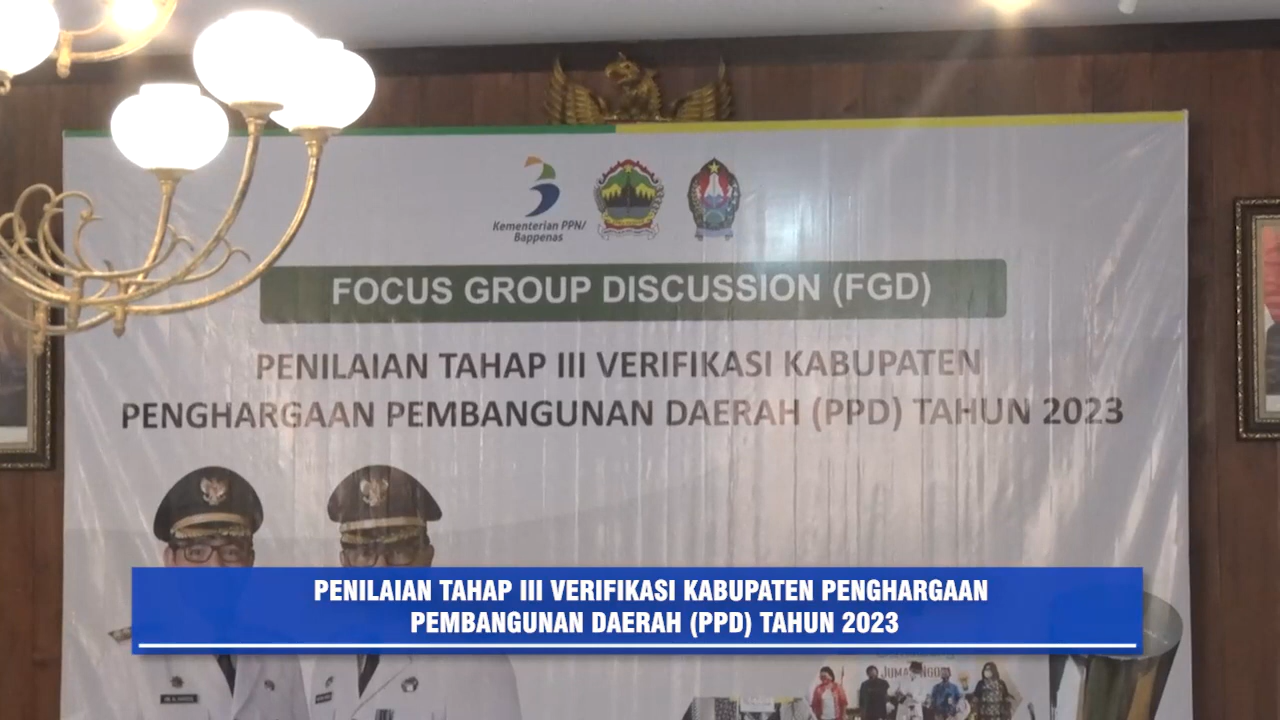 Kementerian PPN/
Bappenas
FOCUS GROUP DISCUSSION (FGD)
PENILAIAN TAHAP III VERIFIKASI KABUPATEN
PENGHARGAAN PEMBANGUNAN DAERAH (PPD) TAHUN 2023
PENILAIAN TAHAP III VERIFIKASI KABUPATEN PENGHARGAAN
PEMBANGUNAN DAERAH (PPD) TAHUN 2023